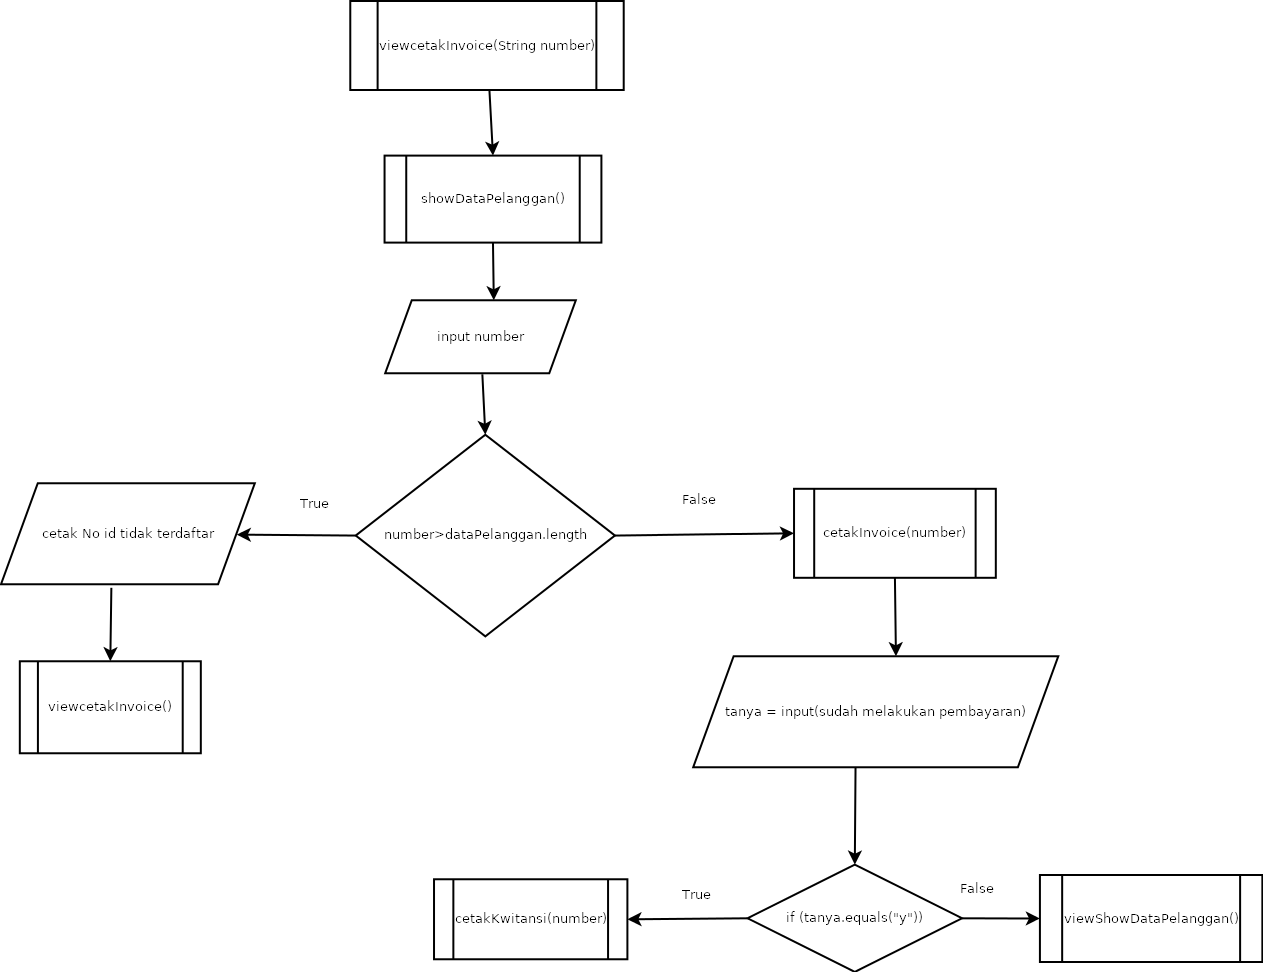 viewcetakInvoice(String number)
showDataPelanggan()
input number
number>dataPelanggan.length
True
False
cetak No id tidak terdaftar
cetakInvoice(number)
viewcetakInvoice()
tanya = input(sudah melakukan pembayaran)
if (tanya.equals("y"))
True
False
cetakKwitansi(number)
viewShowDataPelanggan()